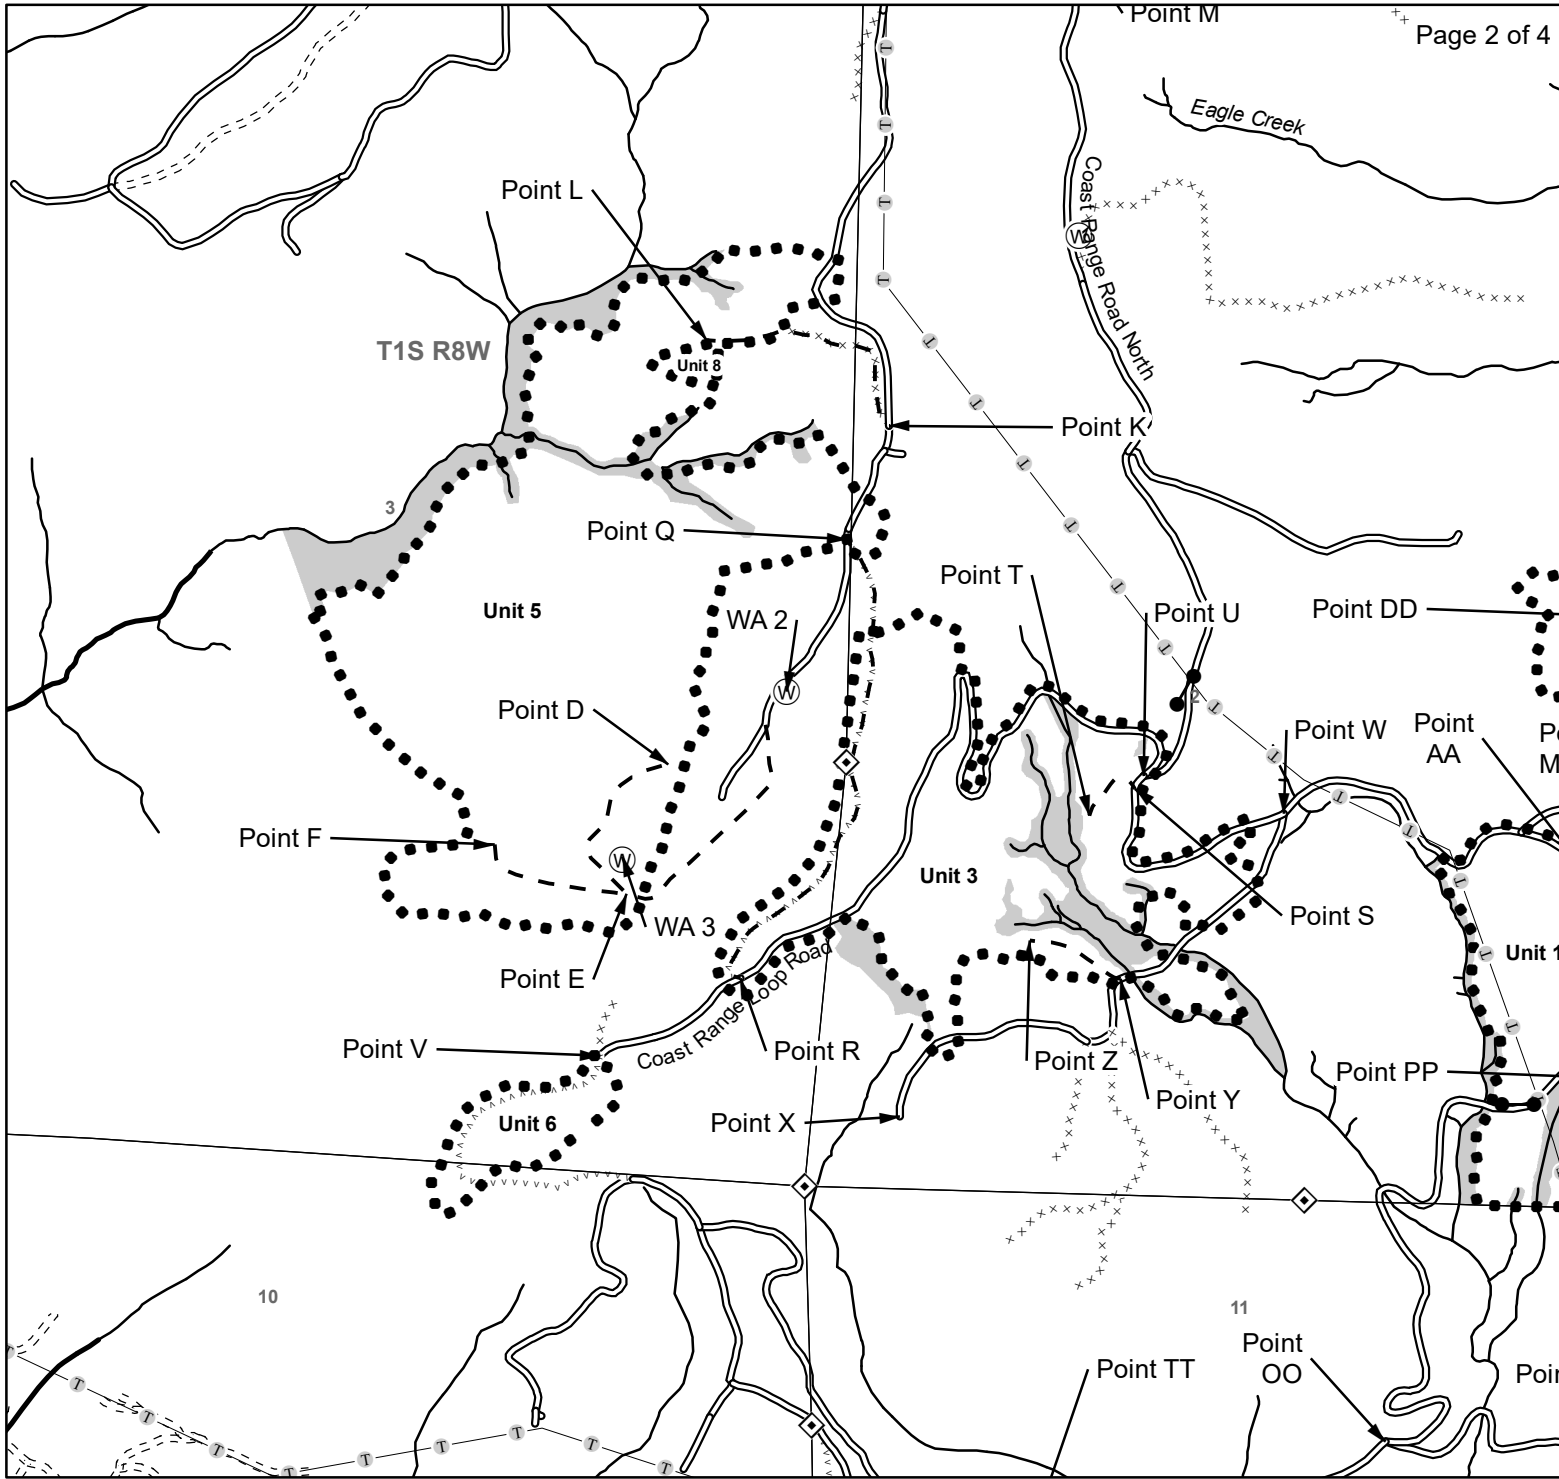 Point M
Page 2 of 4
Eagle Creek
Coast Range Road North
W
Point L
T1S R8W
Unit 8
Point K
3
Point Q
Point T
Unit 5
WA 2
Point U
Point DD
W
2
Point D
Point W
Point
AA
Point F
W
Unit 3
WA 3
Point S
Point E
Coast Range Loop Road
Unit 1
Point V
Point R
Point Z
Point PP
Point Y
Unit 6
Point X
10
11
Point
OO
Point TT